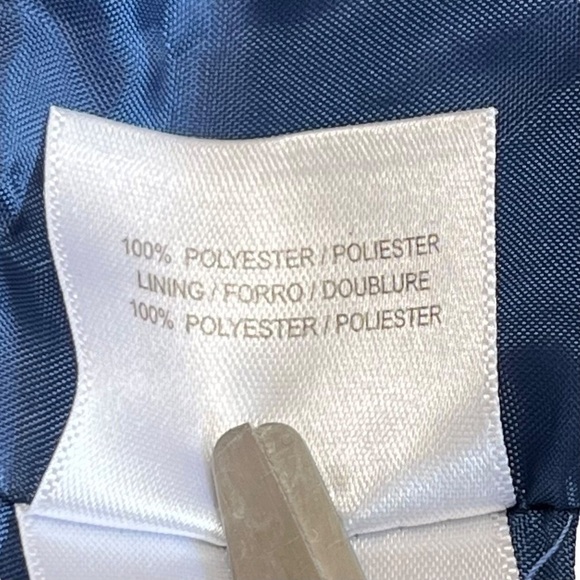 100% POLYESTER / POLIESTER
LINING / FORRO / DOUBLURE
100% POLYESTER / POLIESTER